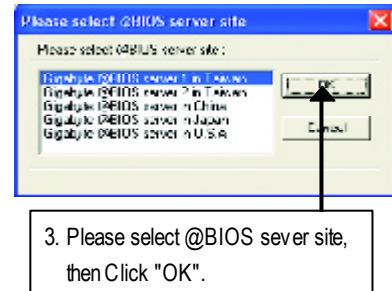 Please select @BIOS server site
Please select @BIOS server site :
Gigabyte @BIOS server 1 in Taiwan
Gigabyte @BIOS server 2 in Taiwan
Gigabyte @BIOS server in China
Gigabyte @BIOS server in Japan
Gigabyte @BIOS server in U.S.A
OK
Cancel
3. Please select @BIOS sever site,
then Click "OK".